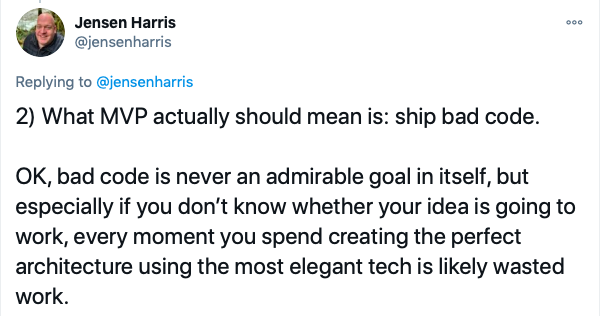 Jensen Harris
@jensenharris
Replying to @jensenharris
2) What MVP actually should mean is: ship bad code.
OK, bad code is never an admirable goal in itself, but
especially if you don’t know whether your idea is going to
work, every moment you spend creating the perfect
architecture using the most elegant tech is likely wasted
work.